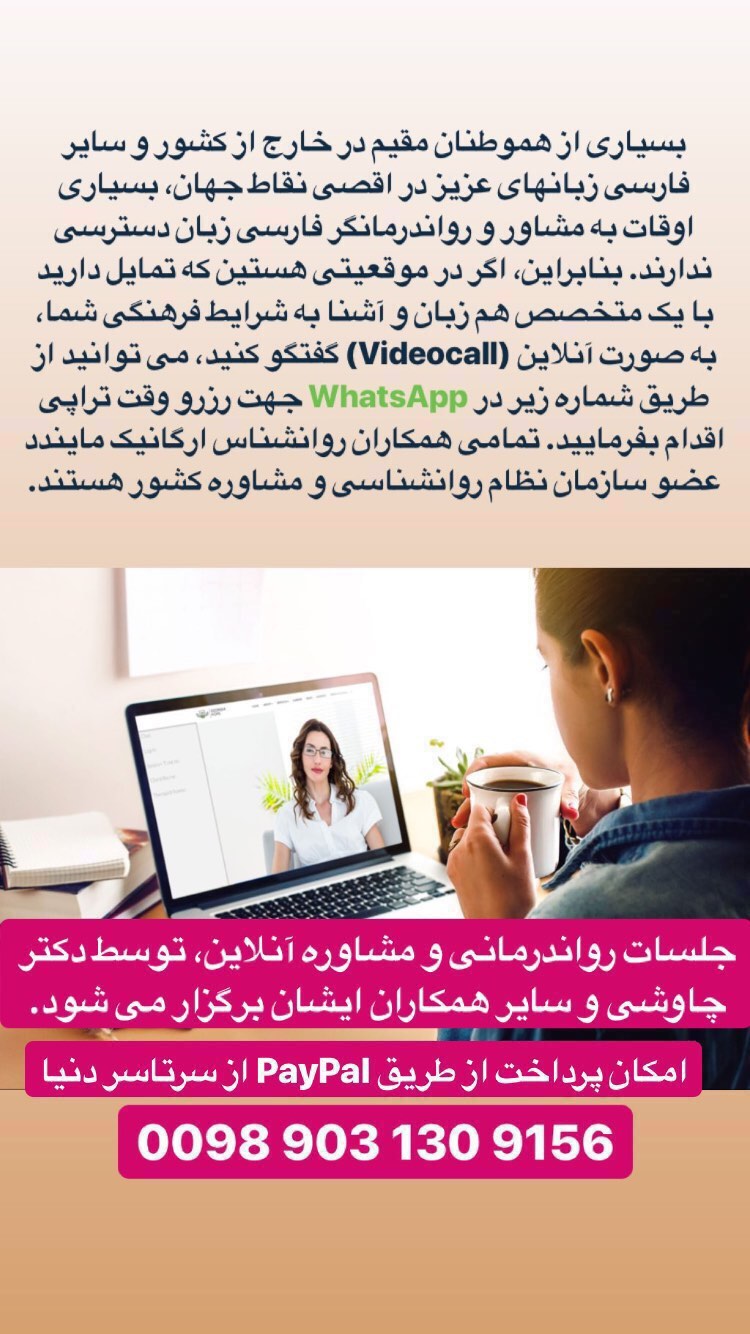 بسیاری از هموطنان مقیم در خارج از کشور و سایر
فارسی زبانهای عزیز در اقصی نقاط جهان، بسیاری
اوقات به مشاور و رواندرمانگر فارسی زبان دسترسی
ندارند. بنابراین، اگر در موقعیتی هستین که تمایل دارید
با یک متخصص هم زبان و آشنا به شرایط فرهنگی شما،
به صورت آنلاین (Videocall) گفتگو کنید، می توانید از
طریق شماره زیر در WhatsApp جهت رزرو وقت تراپی
اقدام بفرمایید. تمامی همکاران روانشناس ارگانیک مایندد
عضو سازمان نظام روانشناسی و مشاوره کشور هستند.
جلسات رواندرمانی و مشاوره آنلاین، توسط دکتر
چاوشی و سایر همکاران ایشان برگزار می شود.
امکان پرداخت از طریق PayPal از سرتاسر دنیا
0098 903 130 9156